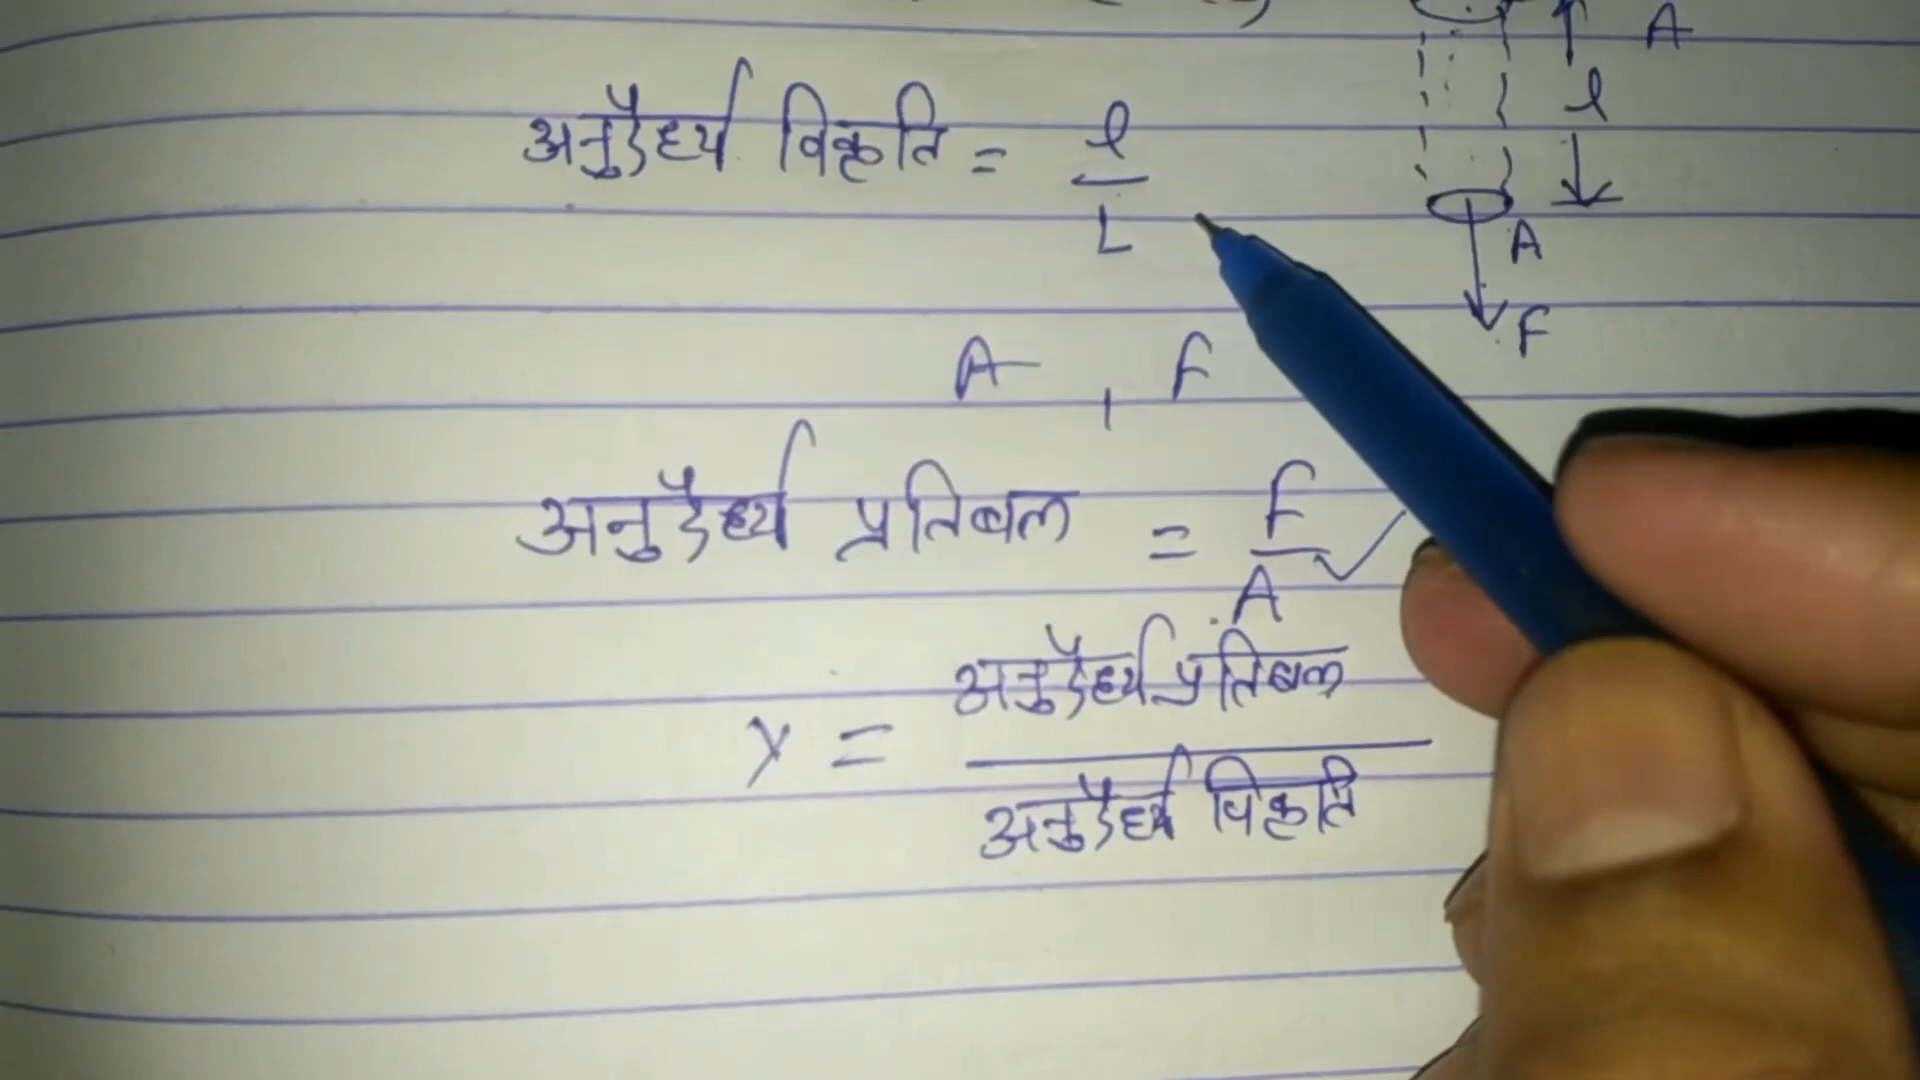 A
l
अनुदैर्ध्य विकृति = l/L
A
F
A , F
अनुदैर्ध्य प्रतिबल = F/A ✓
Y = अनुदैर्ध्य प्रतिबल
अनुदैर्ध्य विकृति